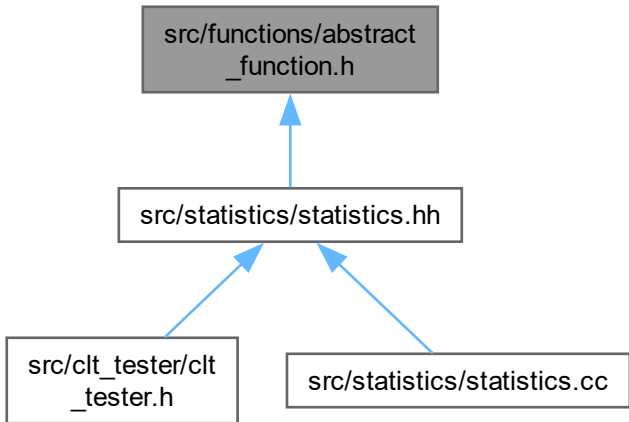 src/functions/abstract
_function.h
src/statistics/statistics.hh
src/clt_tester/clt
_tester.h
src/statistics/statistics.cc